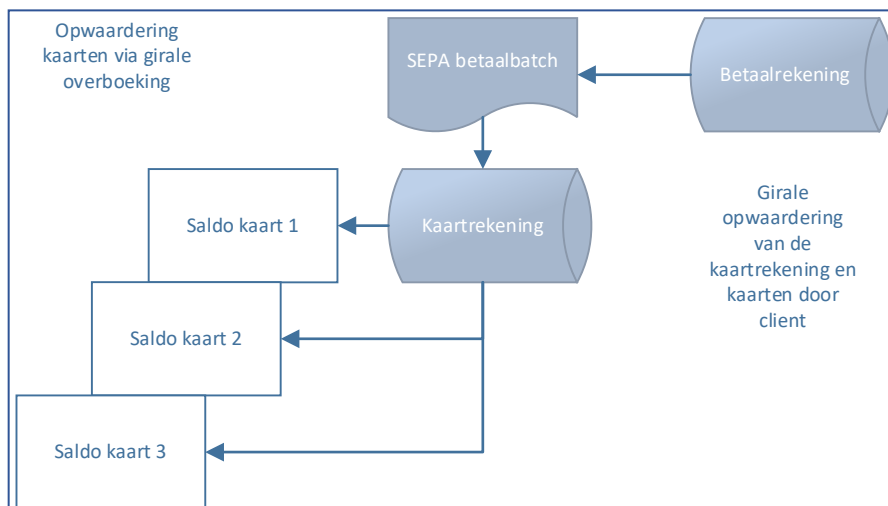 Opwaardering
kaarten via girale
overboeking
SEPA betaalbatch
Betaalrekening
Saldo kaart 1
Kaartrekening
Girale
opwaardering
van de
kaartrekening en
kaarten door
client
Saldo kaart 2
Saldo kaart 3